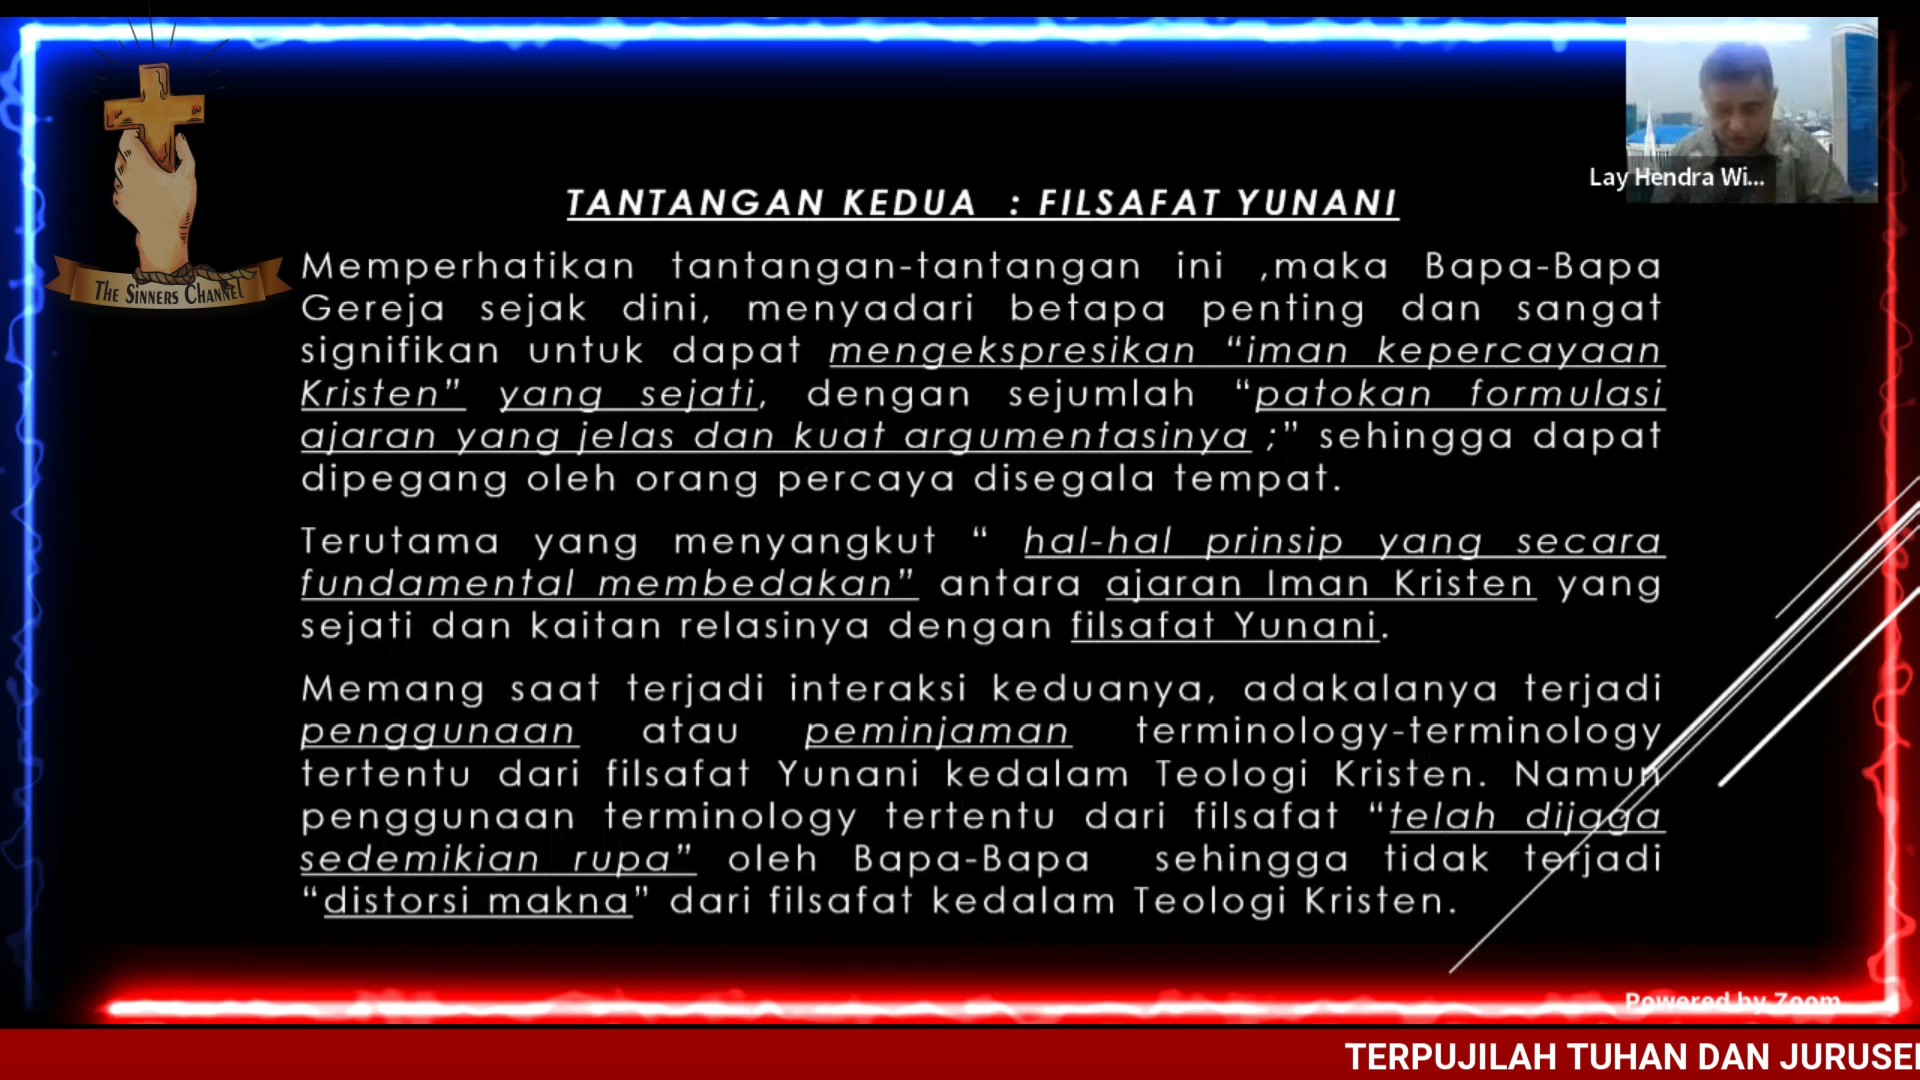 THE SINNERS CHANNEL
Lay Hendra Wi...
TANTANGAN KEDUA : FILSAFAT YUNANI
Memperhatikan tantangan-tantangan ini ,maka Bapa-Bapa
Gereja sejak dini, menyadari betapa penting dan sangat
signifikan untuk dapat mengekspresikan “iman kepercayaan
Kristen” yang sejati, dengan sejumlah “patokan formulasi
ajaran yang jelas dan kuat argumentasinya ;” sehingga dapat
dipegang oleh orang percaya disegala tempat.
Terutama yang menyangkut “ hal-hal prinsip yang secara
fundamental membedakan” antara ajaran Iman Kristen yang
sejati dan kaitan relasinya dengan filsafat Yunani.
Memang saat terjadi interaksi keduanya, adakalanya terjadi
penggunaan atau peminjaman terminology-terminology
tertentu dari filsafat Yunani kedalam Teologi Kristen. Namun
penggunaan terminology tertentu dari filsafat “telah dijaga
sedemikian rupa” oleh Bapa-Bapa sehingga tidak terjadi
“distorsi makna” dari filsafat kedalam Teologi Kristen.
Powered by Zoom
TERPUJILAH TUHAN DAN JURUSE